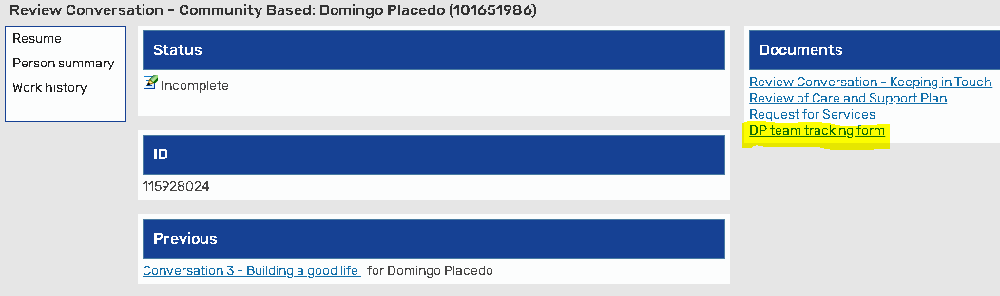 Review Conversation - Community Based: Domingo Placedo (101651986)
Resume
Person summary
Work history
Status
Incomplete
ID
115928024
Previous
Conversation 3 - Building a good life for Domingo Placedo
Documents
Review Conversation - Keeping in Touch
Review of Care and Support Plan
Request for Services
DP team tracking form